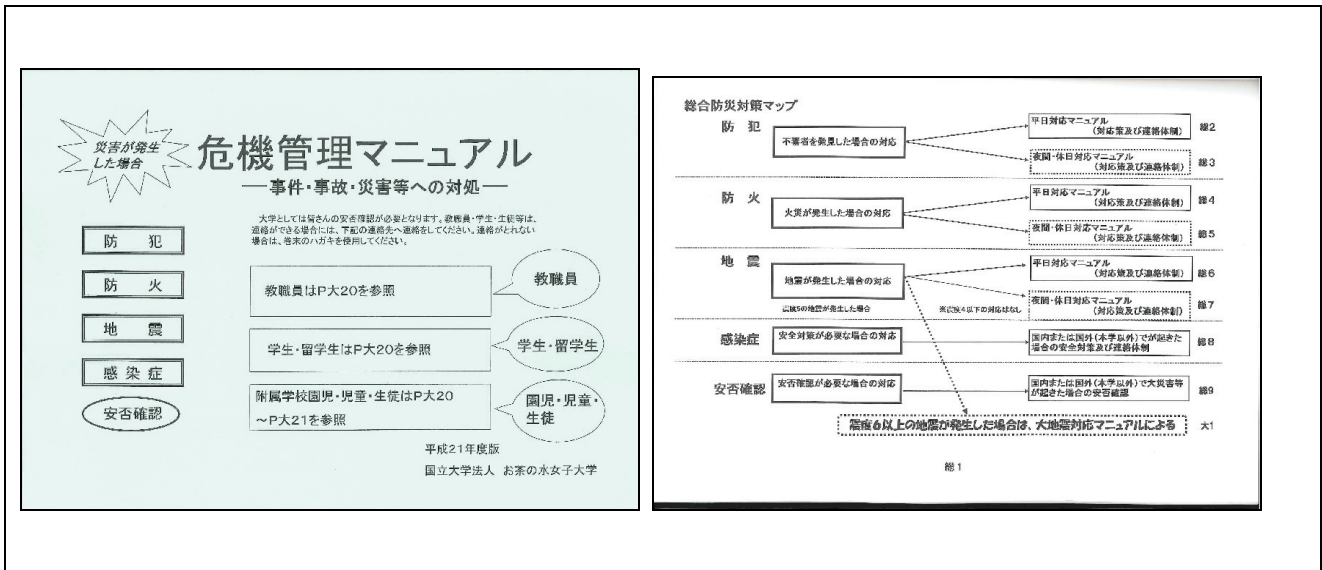 災害が発生
した場合
危機管理マニュアル
―事件・事故・災害等への対処―
大学としては皆さんの安否確認が必要となります。教職員・学生・生徒等は、
連絡ができる場合には、下記の連絡先へ連絡をしてください。連絡がとれない
場合は、巻末のハガキを使用してください。
防 犯
防 火
地 震
感 染 症
安否確認
教職員はP大20を参照
教職員
学生・留学生はP大20を参照
学生・留学生
附属学校園児・児童・生徒はP大20
~P大21を参照
園児・児童・
生徒
平成21年度版
国立大学法人 お茶の水女子大学
総合防災対策マップ
防 犯
不審者を発見した場合の対応
平日対応マニュアル
(対応策及び連絡体制)
総2
夜間・休日対応マニュアル
(対応策及び連絡体制)
総3
防 火
火災が発生した場合の対応
平日対応マニュアル
(対応策及び連絡体制)
総4
夜間・休日対応マニュアル
(対応策及び連絡体制)
総5
地 震
地震が発生した場合の対応
震度5の地震が発生した場合
※震度4以下の対応はなし
平日対応マニュアル
(対応策及び連絡体制)
総6
夜間・休日対応マニュアル
(対応策及び連絡体制)
総7
感染症
安全対策が必要な場合の対応
国内または国外(本学以外)でが起きた
場合の安全対策及び連絡体制
総8
安否確認
安否確認が必要な場合の対応
国内または国外(本学以外)で大災害等
が起きた場合の安否確認
総9
震度6以上の地震が発生した場合は、大地震対応マニュアルによる
大1
総1